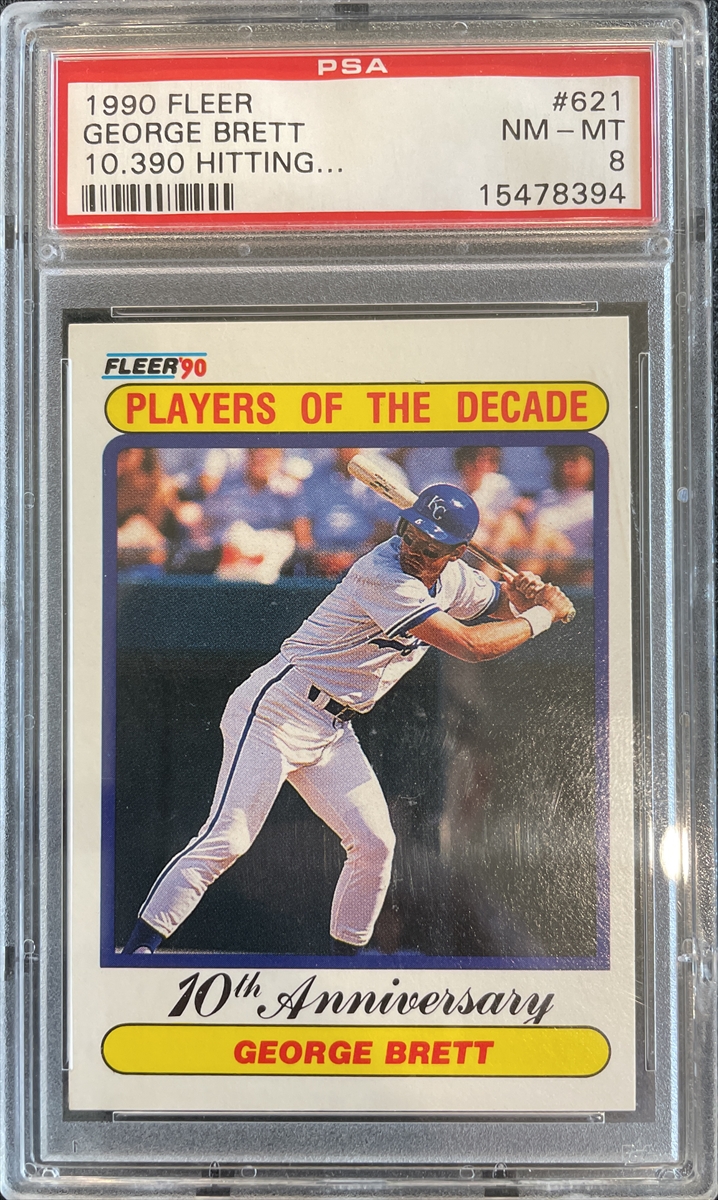 PSA
1990 FLEER #621
GEORGE BRETT NM - MT
10.390 HITTING... 8
15478394
FLEER'90
PLAYERS OF THE DECADE
KC
10th Anniversary
GEORGE BRETT